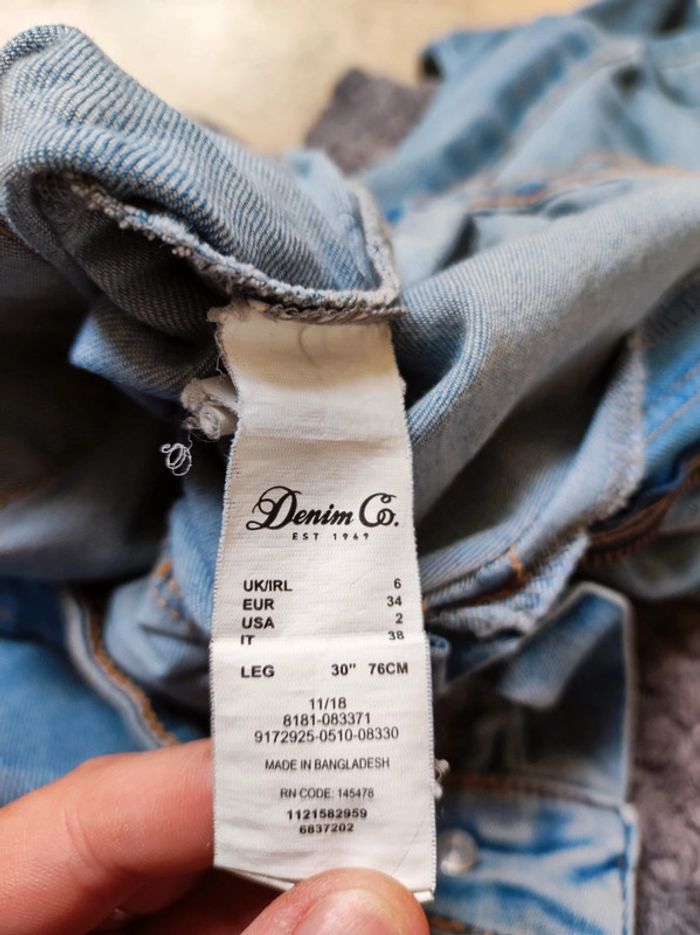 Denim Co.
EST 1969
UK/IRL 6
EUR 34
USA 2
IT 38
LEG 30" 76CM
11/18
8181-083371
9172925-0510-08330
MADE IN BANGLADESH
RN CODE: 145478
1121582959
6837202